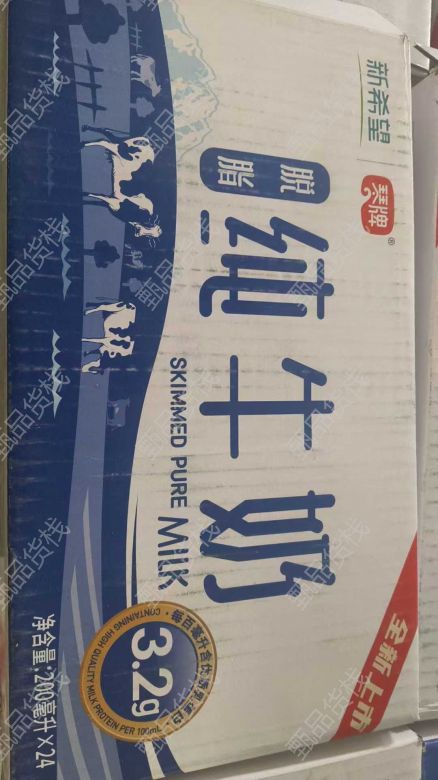 新希望
琴牌®
脱脂
纯牛奶
SKIMMED PURE MILK
全新上市
·每百毫升含优质乳蛋白·
3.2g
CONTAINING HIGH QUALITY MILK PROTEIN PER 100mL
净含量:200毫升×24
甄品货栈